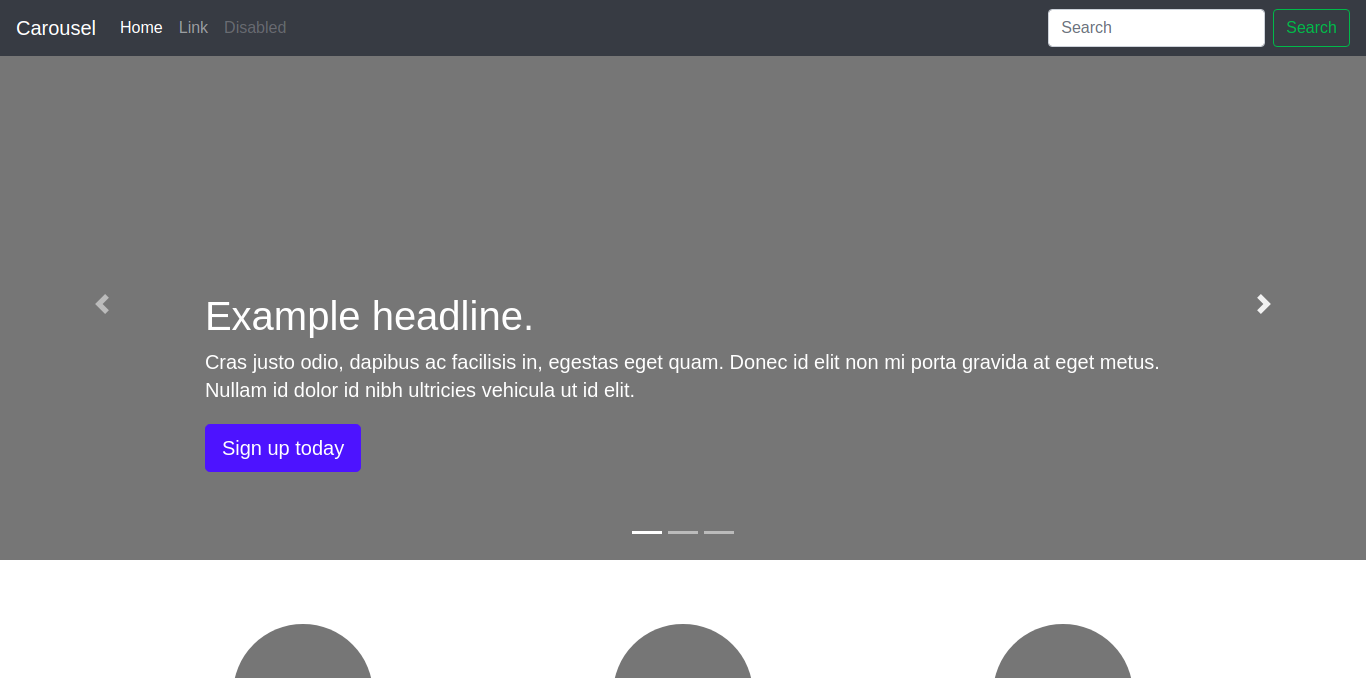 Carousel Home Link Disabled Search Search
Example headline.
Cras justo odio, dapibus ac facilisis in, egestas eget quam. Donec id elit non mi porta gravida at eget metus.
Nullam id dolor id nibh ultricies vehicula ut id elit.
Sign up today